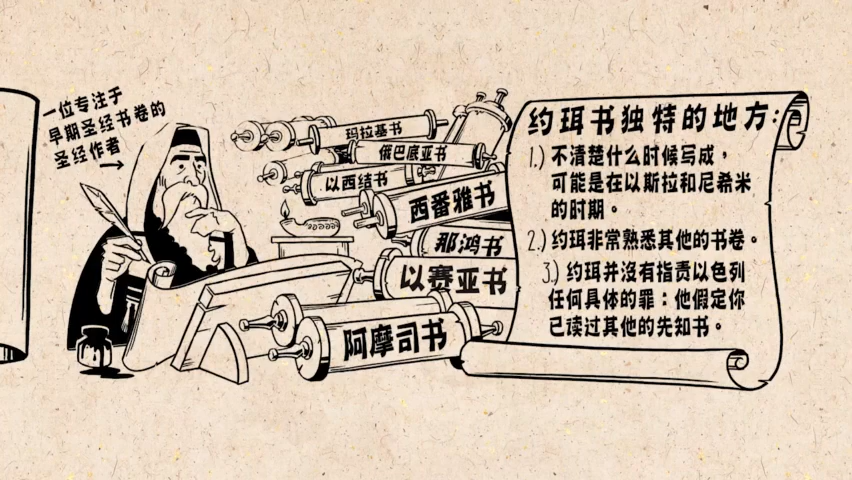 一位专注于
早期圣经书卷的
圣经作者
玛拉基书
俄巴底亚书
以西结书
西番雅书
那鸿书
以赛亚书
阿摩司书
约珥书独特的地方:
1.) 不清楚什么时候写成，
可能是在以斯拉和尼希米
的时期。
2.) 约珥非常熟悉其他的书卷。
3.) 约珥并沒有指责以色列
任何具体的罪：他假定你
已读过其他的先知书。